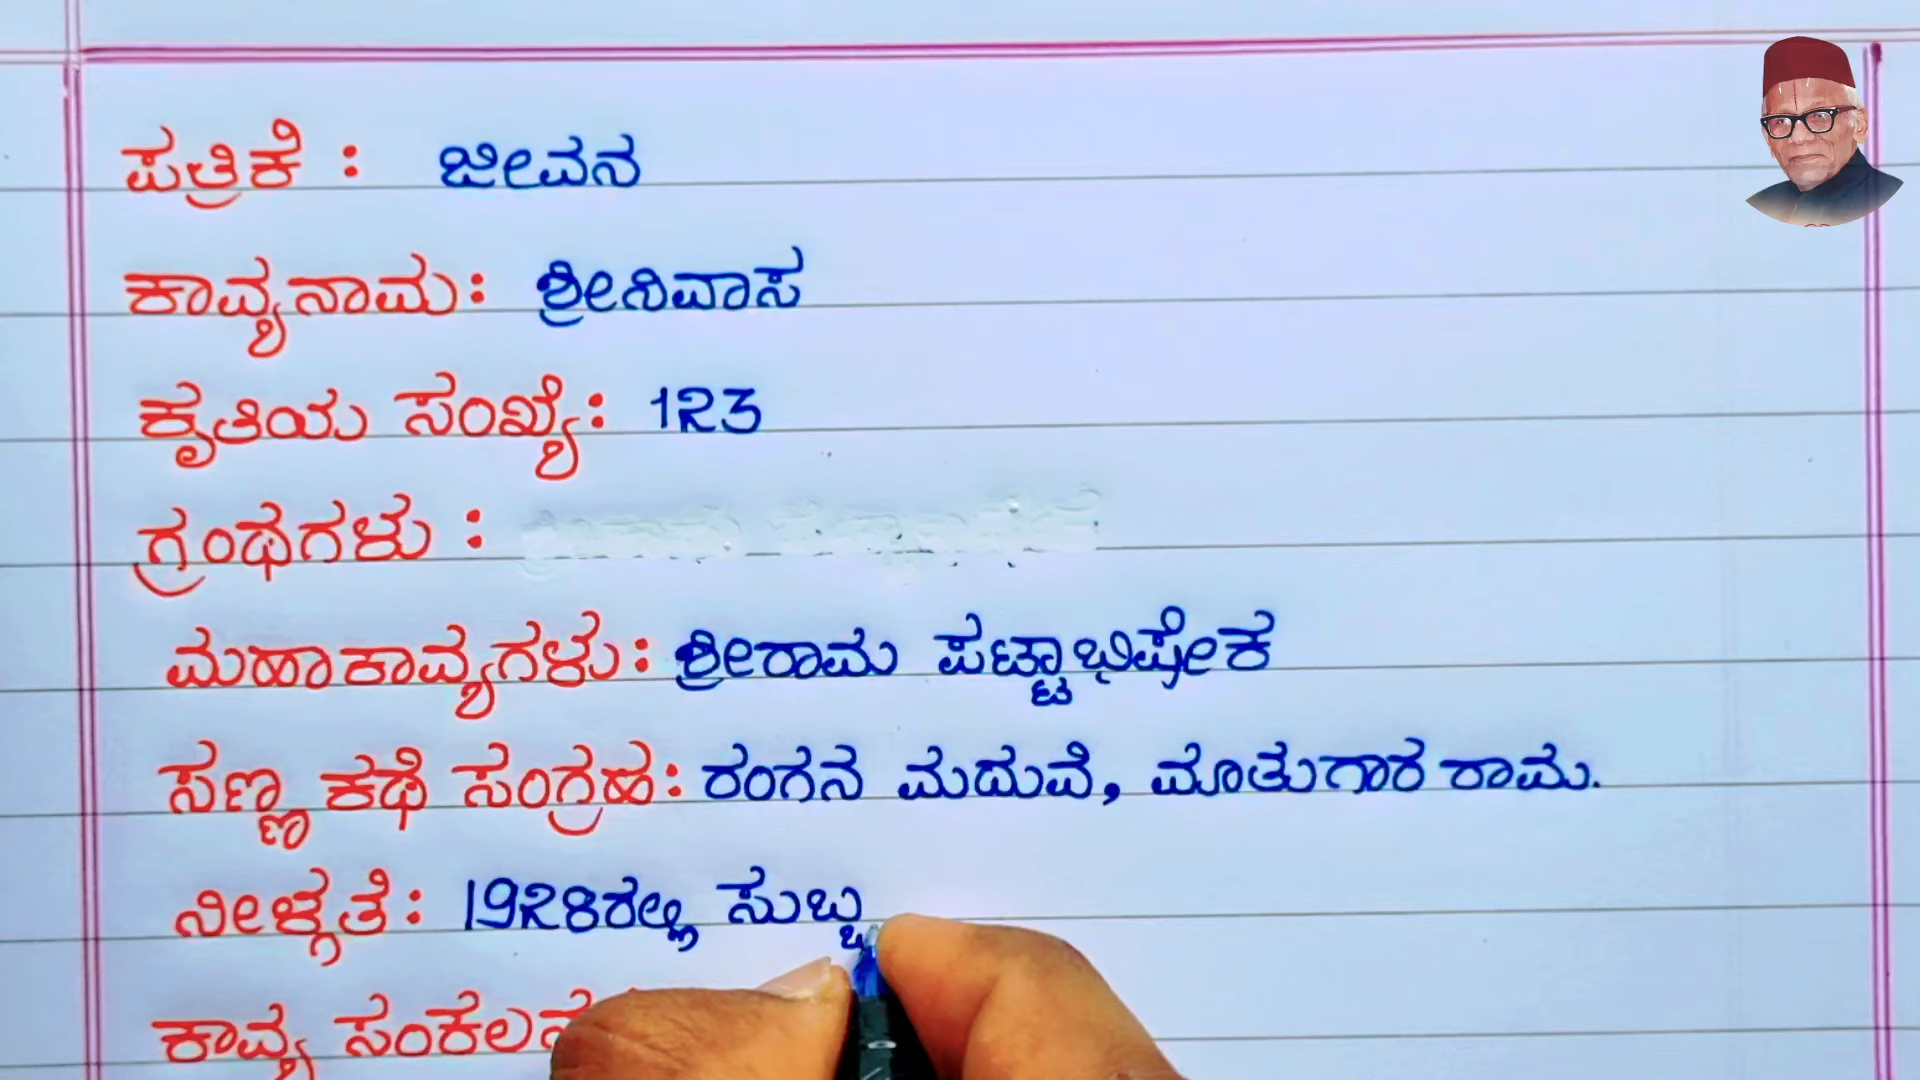 ಪತ್ರಿಕೆ : ಜೀವನ
ಕಾವ್ಯನಾಮ: ಶ್ರೀನಿವಾಸ
ಕೃತಿಯ ಸಂಖ್ಯೆ: 123
ಗ್ರಂಥಗಳು :
ಮಹಾಕಾವ್ಯಗಳು: ಶ್ರೀರಾಮ ಪಟ್ಟಾಭಿಷೇಕ
ಸಣ್ಣ ಕಥೆ ಸಂಗ್ರಹ: ರಂಗನ ಮದುವೆ, ಮಾತುಗಾರ ರಾಮ.
ನೀಳ್ಗತೆ: 1928ರಲ್ಲಿ ಸುಬ್ಬ
ಕಾವ್ಯ ಸಂಕಲನ